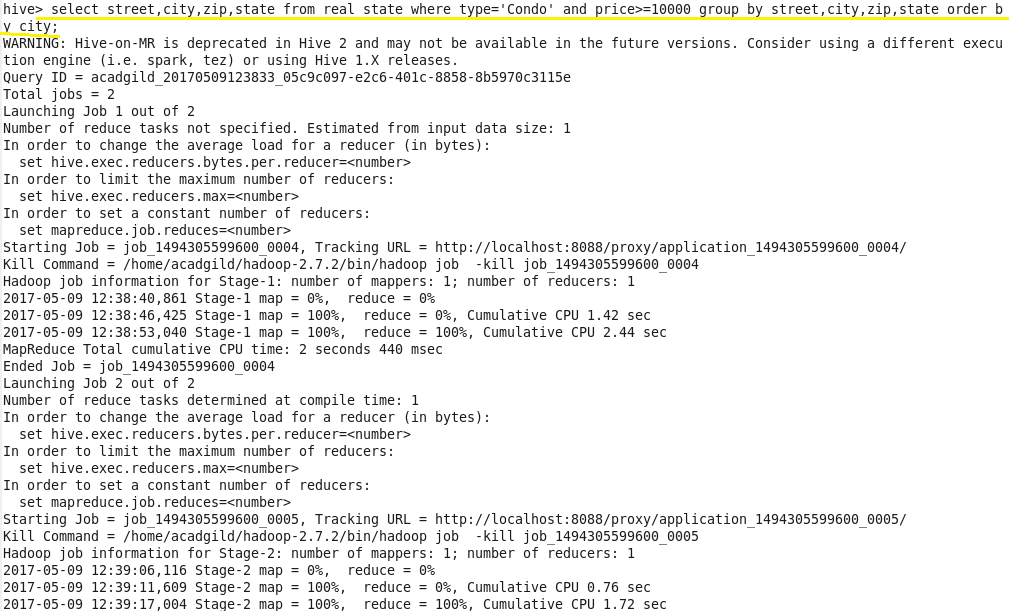 hive> select street,city,zip,state from real state where type='Condo' and price>=10000 group by street,city,zip,state order b
y city;
WARNING: Hive-on-MR is deprecated in Hive 2 and may not be available in the future versions. Consider using a different execu
tion engine (i.e. spark, tez) or using Hive 1.X releases.
Query ID = acadgild_20170509123833_05c9c097-e2c6-401c-8858-8b5970c3115e
Total jobs = 2
Launching Job 1 out of 2
Number of reduce tasks not specified. Estimated from input data size: 1
In order to change the average load for a reducer (in bytes):
  set hive.exec.reducers.bytes.per.reducer=<number>
In order to limit the maximum number of reducers:
  set hive.exec.reducers.max=<number>
In order to set a constant number of reducers:
  set mapreduce.job.reduces=<number>
Starting Job = job_1494305599600_0004, Tracking URL = http://localhost:8088/proxy/application_1494305599600_0004/
Kill Command = /home/acadgild/hadoop-2.7.2/bin/hadoop job  -kill job_1494305599600_0004
Hadoop job information for Stage-1: number of mappers: 1; number of reducers: 1
2017-05-09 12:38:40,861 Stage-1 map = 0%,  reduce = 0%
2017-05-09 12:38:46,425 Stage-1 map = 100%,  reduce = 0%, Cumulative CPU 1.42 sec
2017-05-09 12:38:53,040 Stage-1 map = 100%,  reduce = 100%, Cumulative CPU 2.44 sec
MapReduce Total cumulative CPU time: 2 seconds 440 msec
Ended Job = job_1494305599600_0004
Launching Job 2 out of 2
Number of reduce tasks determined at compile time: 1
In order to change the average load for a reducer (in bytes):
  set hive.exec.reducers.bytes.per.reducer=<number>
In order to limit the maximum number of reducers:
  set hive.exec.reducers.max=<number>
In order to set a constant number of reducers:
  set mapreduce.job.reduces=<number>
Starting Job = job_1494305599600_0005, Tracking URL = http://localhost:8088/proxy/application_1494305599600_0005/
Kill Command = /home/acadgild/hadoop-2.7.2/bin/hadoop job  -kill job_1494305599600_0005
Hadoop job information for Stage-2: number of mappers: 1; number of reducers: 1
2017-05-09 12:39:06,116 Stage-2 map = 0%,  reduce = 0%
2017-05-09 12:39:11,609 Stage-2 map = 100%,  reduce = 0%, Cumulative CPU 0.76 sec
2017-05-09 12:39:17,004 Stage-2 map = 100%,  reduce = 100%, Cumulative CPU 1.72 sec